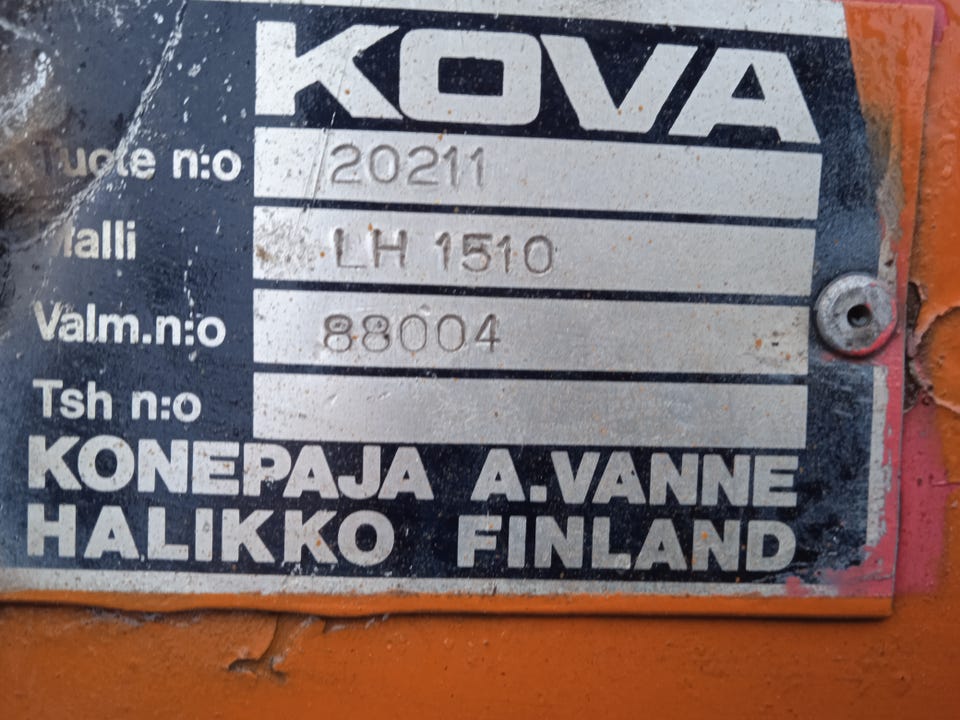 KOVA
Tuote n:o 20211
Malli LH 1510
Valm.n:o 88004
Tsh n:o
KONEPAJA A.VANNE
HALIKKO FINLAND